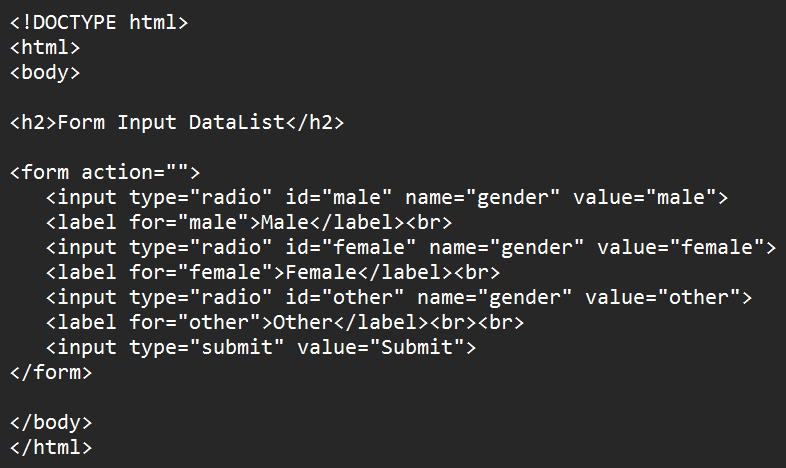 <!DOCTYPE html>
<html>
<body>
<h2>Form Input DataList</h2>
<form action="">
<input type="radio" id="male" name="gender" value="male">
<label for="male">Male</label><br>
<input type="radio" id="female" name="gender" value="female">
<label for="female">Female</label><br>
<input type="radio" id="other" name="gender" value="other">
<label for="other">Other</label><br><br>
<input type="submit" value="Submit">
</form>
</body>
</html>